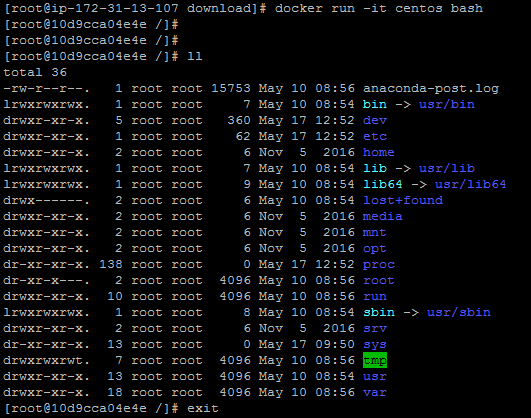 [root@ip-172-31-13-107 download]# docker run -it centos bash
[root@10d9cca04e4e /]#
[root@10d9cca04e4e /]#
[root@10d9cca04e4e /]# ll
total 36
-rw-r--r--.   1 root root 15753 May 10 08:56 anaconda-post.log
lrwxrwxrwx.   1 root root     7 May 10 08:54 bin -> usr/bin
drwxr-xr-x.   5 root root   360 May 17 12:52 dev
drwxr-xr-x.   1 root root    62 May 17 12:52 etc
drwxr-xr-x.   2 root root     6 Nov  5  2016 home
lrwxrwxrwx.   1 root root     7 May 10 08:54 lib -> usr/lib
lrwxrwxrwx.   1 root root     9 May 10 08:54 lib64 -> usr/lib64
drwx------.   2 root root     6 May 10 08:54 lost+found
drwxr-xr-x.   2 root root     6 Nov  5  2016 media
drwxr-xr-x.   2 root root     6 Nov  5  2016 mnt
drwxr-xr-x.   2 root root     6 Nov  5  2016 opt
dr-xr-xr-x. 138 root root     0 May 17 12:52 proc
dr-xr-x---.   2 root root  4096 May 10 08:56 root
drwxr-xr-x.  10 root root  4096 May 10 08:56 run
lrwxrwxrwx.   1 root root     8 May 10 08:54 sbin -> usr/sbin
drwxr-xr-x.   2 root root     6 Nov  5  2016 srv
dr-xr-xr-x.  13 root root     0 May 17 09:50 sys
drwxrwxrwt.   7 root root  4096 May 10 08:56 tmp
drwxr-xr-x.  13 root root  4096 May 10 08:54 usr
drwxr-xr-x.  18 root root  4096 May 10 08:56 var
[root@10d9cca04e4e /]# exit